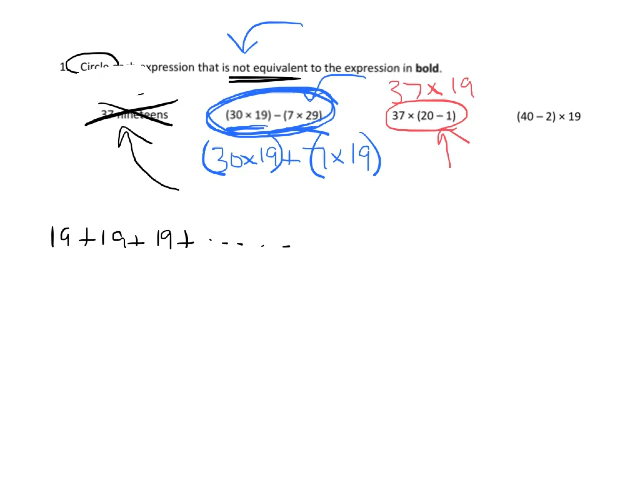 1. Circle expression that is not equivalent to the expression in bold.
37 × 19
37 nineteens (30 × 19) – (7 × 29) 37 × (20 – 1) (40 – 2) × 19
(30 × 19) + (7 × 19)
19 + 19 + 19 + ......